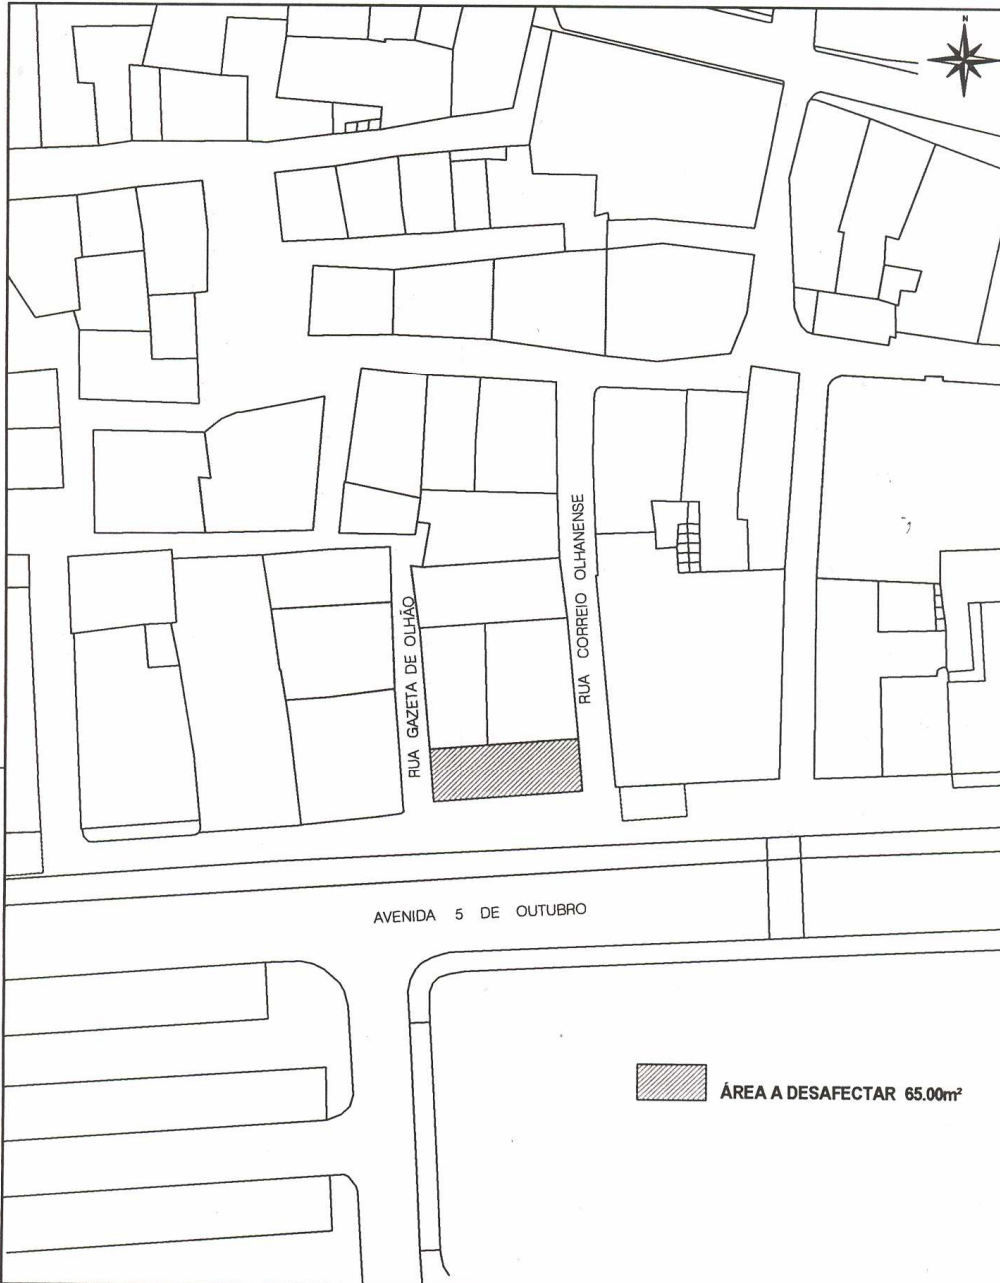 N
RUA CORREIO OLHANENSE
RUA GAZETA DE OLHÃO
AVENIDA 5 DE OUTUBRO
ÁREA A DESAFECTAR 65.00m²